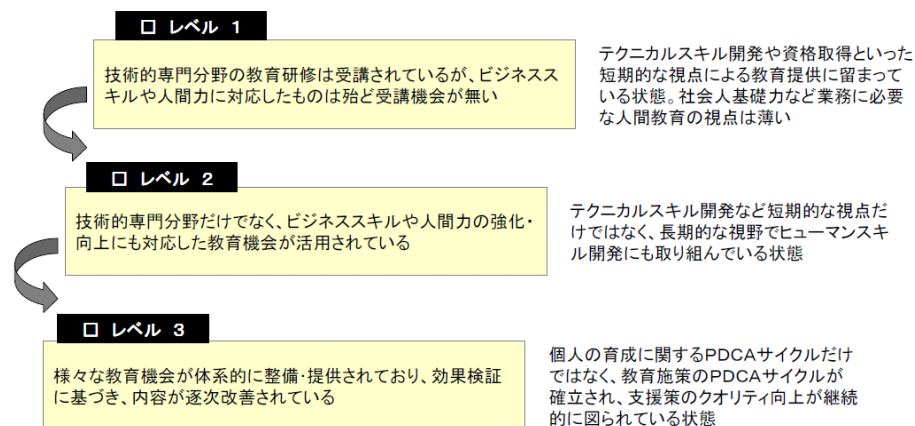 □ レベル 1
技術的専門分野の教育研修は受講されているが、ビジネスス
キルや人間力に対応したものは殆ど受講機会が無い
テクニカルスキル開発や資格取得といった
短期的な視点による教育提供に留まって
いる状態。社会人基礎力など業務に必要
な人間教育の視点は薄い
□ レベル 2
技術的専門分野だけでなく、ビジネススキルや人間力の強化・
向上にも対応した教育機会が活用されている
テクニカルスキル開発など短期的な視点だ
けではなく、長期的な視野でヒューマンスキ
ル開発にも取り組んでいる状態
□ レベル 3
様々な教育機会が体系的に整備・提供されており、効果検証
に基づき、内容が逐次改善されている
個人の育成に関するPDCAサイクルだけ
ではなく、教育施策のPDCAサイクルが
確立され、支援策のクオリティ向上が継続
的に図られている状態